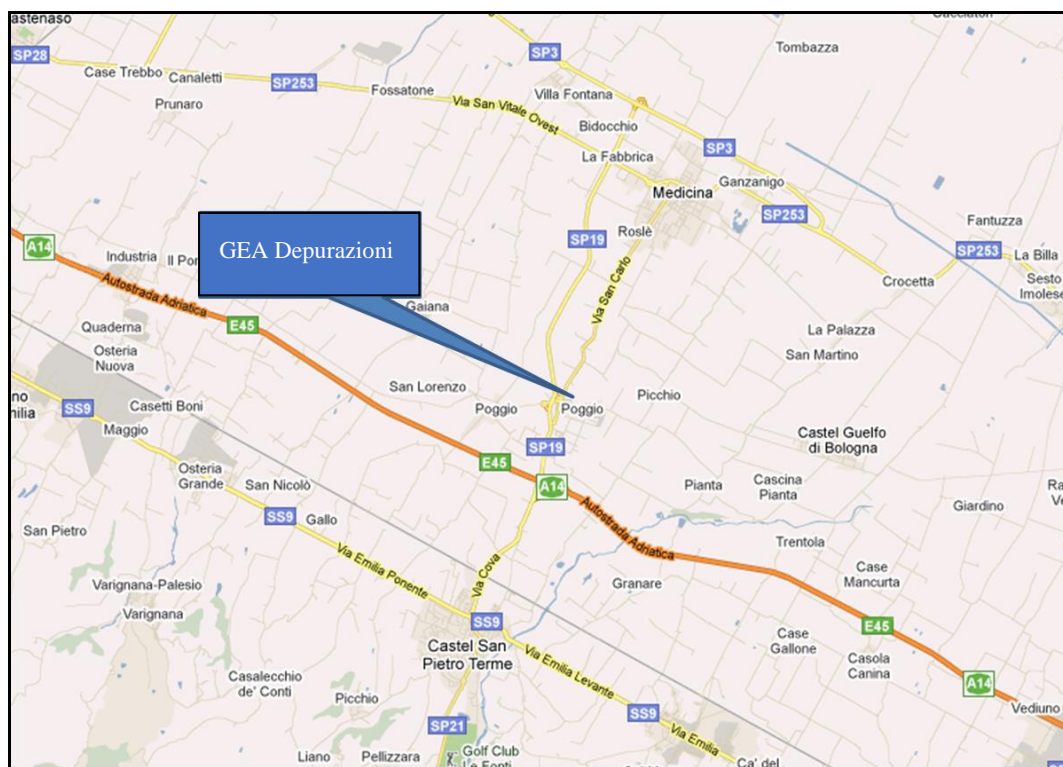 astenaso
SP3
Tombazza
SP28
Case Trebbo
Canaletti
SP253
Fossatone
Villa Fontana
Prunaro
Via San Vitale Ovest
Bidocchio
La Fabbrica
SP3
Medicina
Ganzanigo
SP253
Fantuzza
GEA Depurazioni
SP19
Roslè
SP253
La Billa
A14
Industria
Il Por
Crocetta
Sesto
Imolese
Autostrada Adriatica
Gaiana
Via San Carlo
Quaderna
E45
La Palazza
Osteria
Nuova
San Martino
San Lorenzo
Picchio
SS9
Casetti Boni
Poggio
Poggio
Maggio
SP19
Castel Guelfo
di Bologna
E45
Osteria
Grande
San Nicolò
A14
Pianta
Cascina
Pianta
Giardino
SS9
Gallo
San Pietro
Autostrada Adriatica
Trentola
Via Emilia Ponente
Via Cova
Granare
Case
Mancurta
Varignana-Palesio
Varignana
SS9
E45
Castel San
Pietro Terme
Case
Gallone
Via Emilia Levante
Casola
Canina
Casalecchio
de' Conti
A14
Picchio
SS9
Vediuno
SP21
Via Emilia
Liano
Pellizzara
Golf Club
Le Fonti
Ca' del